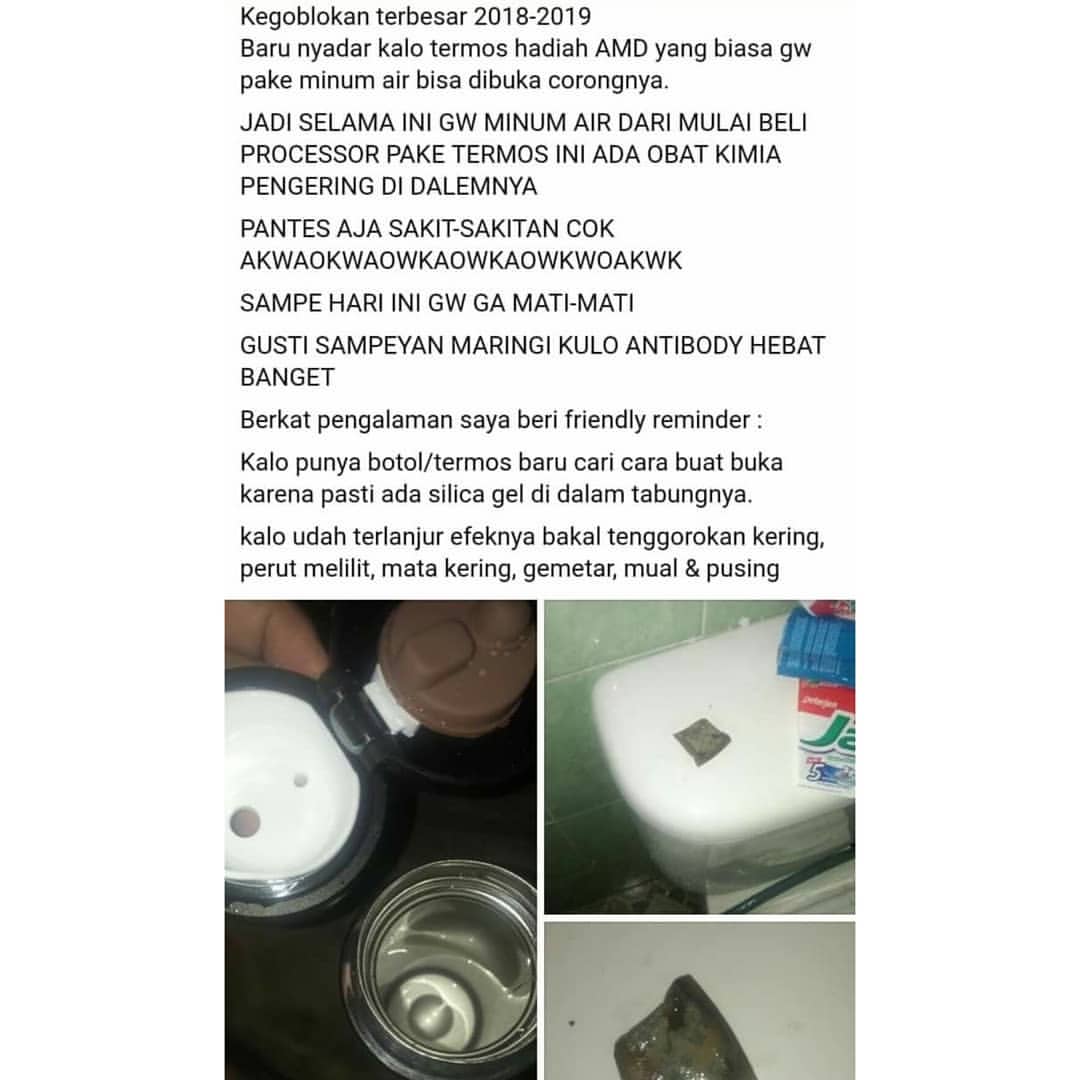 Kegoblokan terbesar 2018-2019
Baru nyadar kalo termos hadiah AMD yang biasa gw
pake minum air bisa dibuka corongnya.
JADI SELAMA INI GW MINUM AIR DARI MULAI BELI
PROCESSOR PAKE TERMOS INI ADA OBAT KIMIA
PENGERING DI DALEMNYA
PANTES AJA SAKIT-SAKITAN COK
AKWAOKWAOWKAOWKAOWKWOAKWK
SAMPE HARI INI GW GA MATI-MATI
GUSTI SAMPEYAN MARINGI KULO ANTIBODY HEBAT
BANGET
Berkat pengalaman saya beri friendly reminder :
Kalo punya botol/termos baru cari cara buat buka
karena pasti ada silica gel di dalam tabungnya.
kalo udah terlanjur efeknya bakal tenggorokan kering,
perut melilit, mata kering, gemetar, mual & pusing
deterjen
Ja
5